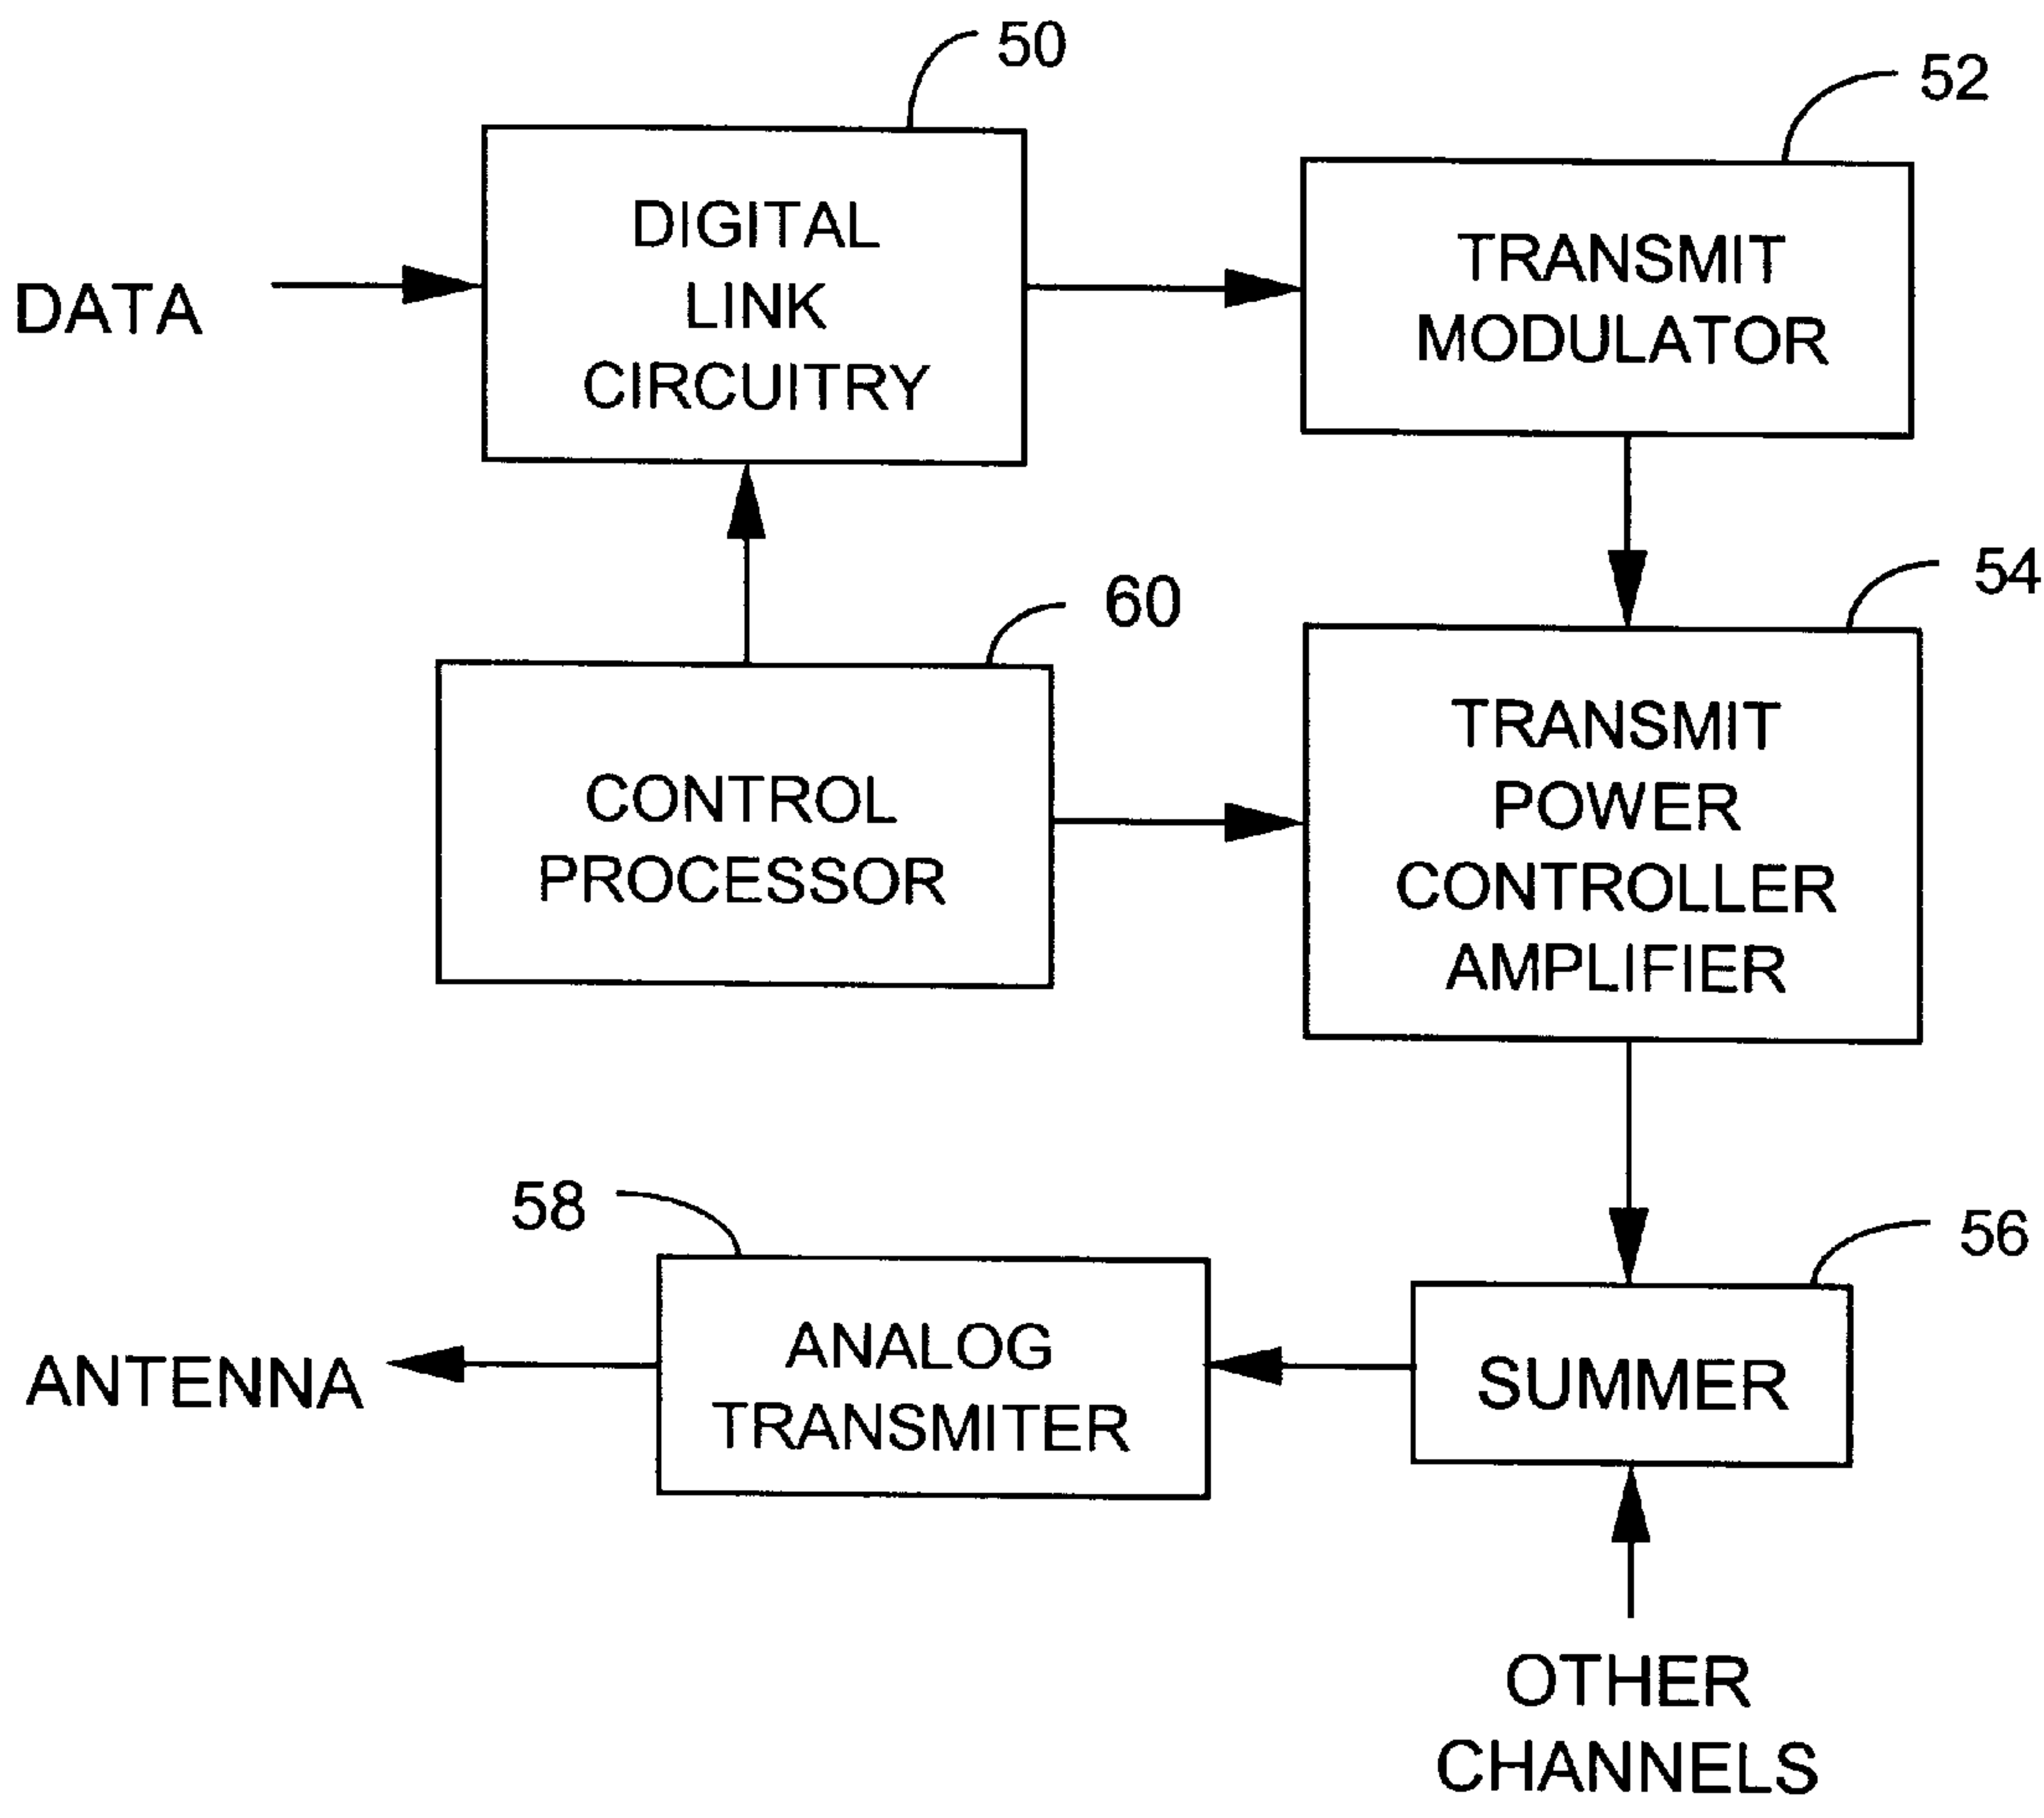 50
52
DATA
DIGITAL
LINK
CIRCUITRY
TRANSMIT
MODULATOR
60
54
CONTROL
PROCESSOR
TRANSMIT
POWER
CONTROLLER
AMPLIFIER
58
56
ANTENNA
ANALOG
TRANSMITER
SUMMER
OTHER
CHANNELS